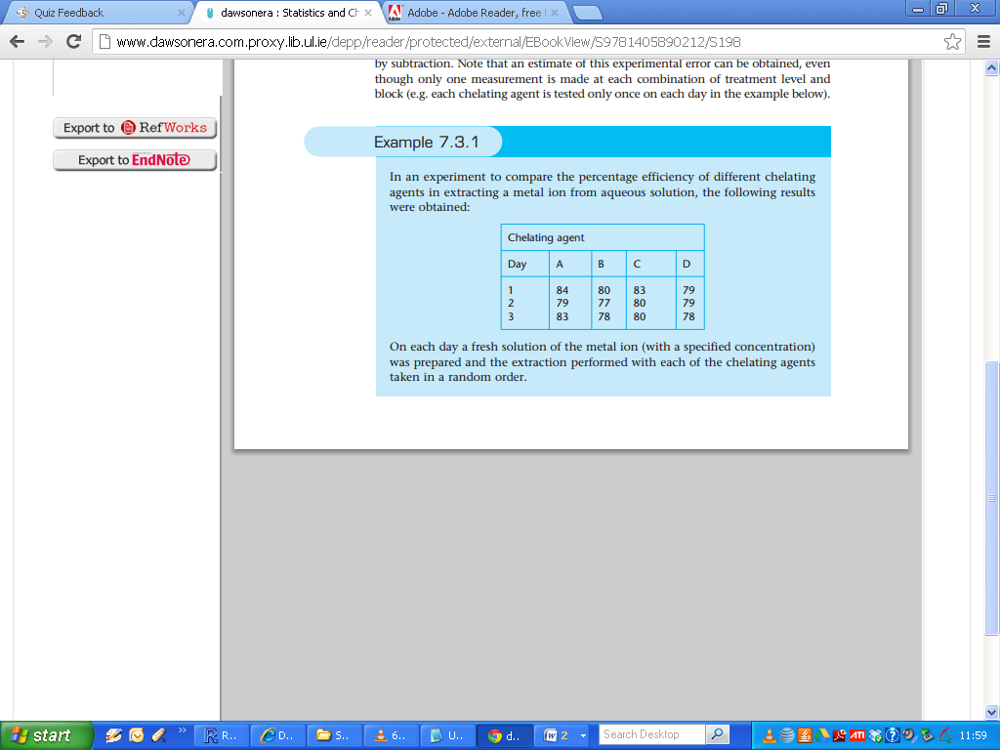 Quiz Feedback
dawsonera : Statistics and Ch
Adobe - Adobe Reader, free
www.dawsonera.com.proxy.lib.ul.ie/depp/reader/protected/external/EBookView/S9781405890212/S198
by subtraction. Note that an estimate of this experimental error can be obtained, even
though only one measurement is made at each combination of treatment level and
block (e.g. each chelating agent is tested only once on each day in the example below).
Export to RefWorks
Export to EndNote
Example 7.3.1
In an experiment to compare the percentage efficiency of different chelating
agents in extracting a metal ion from aqueous solution, the following results
were obtained:
Chelating agent
Day A B C D
1 84 80 83 79
2 79 77 80 79
3 83 78 80 78
On each day a fresh solution of the metal ion (with a specified concentration)
was prepared and the extraction performed with each of the chelating agents
taken in a random order.
start R.. D.. S.. 6.. U.. d.. 2 Search Desktop 11:59